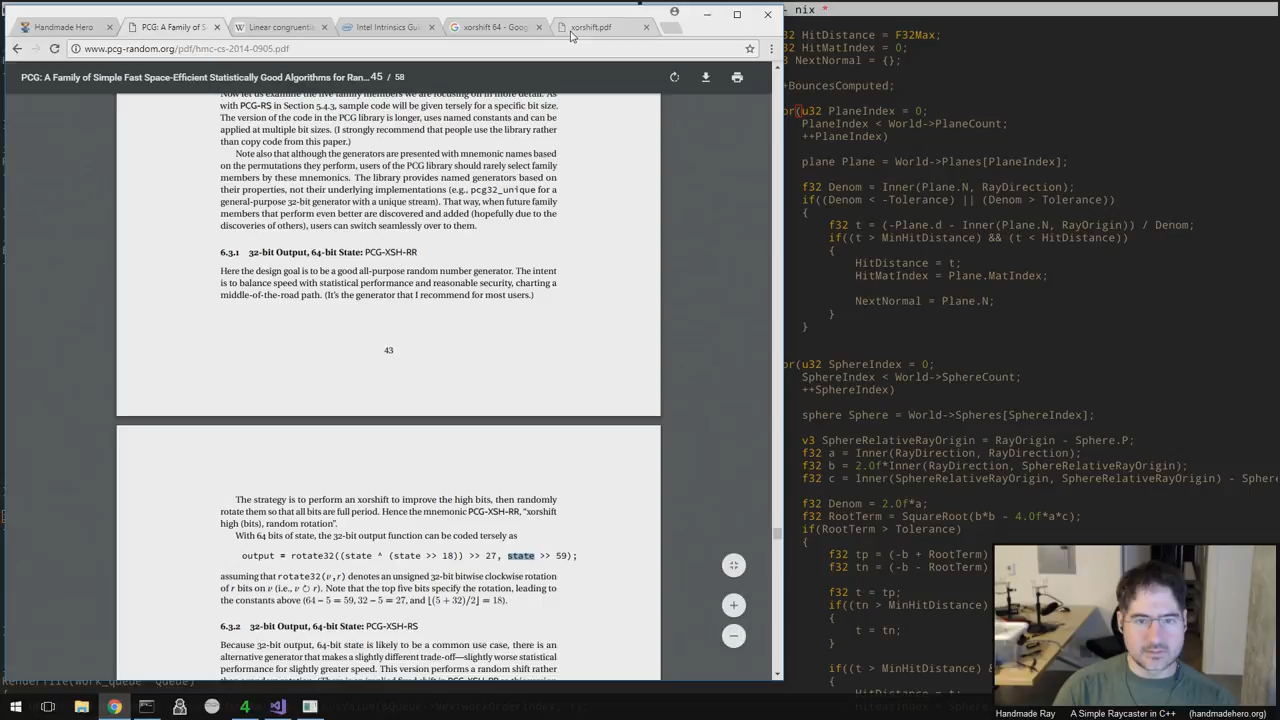 Handmade Hero
PCG: A Family of S
Linear congruentia
Intel Intrinsics Guid
xorshift 64 - Goog
xorshift.pdf
www.pcg-random.org/pdf/hmc-cs-2014-0905.pdf
PCG: A Family of Simple Fast Space-Efficient Statistically Good Algorithms for Ran... 45 / 58
Now let us examine the five family members we are focusing on in more detail. As
with PCG-RS in Section 5.4.3, sample code will be given tersely for a specific bit size.
The version of the code in the PCG library is longer, uses named constants and can be
applied at multiple bit sizes. (I strongly recommend that people use the library rather
than copy code from this paper.)
Note also that although the generators are presented with mnemonic names based
on the permutations they perform, users of the PCG library should rarely select family
members by these mnemonics. The library provides named generators based on
their properties, not their underlying implementations (e.g., pcg32_unique for a
general-purpose 32-bit generator with a unique stream). That way, when future family
members that perform even better are discovered and added (hopefully due to the
discoveries of others), users can switch seamlessly over to them.
6.3.1 32-bit Output, 64-bit State: PCG-XSH-RR
Here the design goal is to be a good all-purpose random number generator. The intent
is to balance speed with statistical performance and reasonable security, charting a
middle-of-the-road path. (It's the generator that I recommend for most users.)
43
The strategy is to perform an xorshift to improve the high bits, then randomly
rotate them so that all bits are full period. Hence the mnemonic PCG-XSH-RR, "xorshift
high (bits), random rotation".
With 64 bits of state, the 32-bit output function can be coded tersely as
output = rotate32((state ^ (state >> 18)) >> 27, state >> 59);
assuming that rotate32(v,r) denotes an unsigned 32-bit bitwise clockwise rotation
of r bits on v (i.e., v ↻ r). Note that the top five bits specify the rotation, leading to
the constants above (64 − 5 = 59, 32 − 5 = 27, and ⌊(5 + 32)/2⌋ = 18).
6.3.2 32-bit Output, 64-bit State: PCG-XSH-RS
Because 32-bit output, 64-bit state is likely to be a common use case, there is an
alternative generator that makes a slightly different trade-off—slightly worse statistical
performance for slightly greater speed. This version performs a random shift rather
- nix *
HitDistance = F32Max;
HitMatIndex = 0;
NextNormal = {};
+BouncesComputed;
or(u32 PlaneIndex = 0;
PlaneIndex < World->PlaneCount;
++PlaneIndex)
plane Plane = World->Planes[PlaneIndex];
f32 Denom = Inner(Plane.N, RayDirection);
if((Denom < -Tolerance) || (Denom > Tolerance))
{
f32 t = (-Plane.d - Inner(Plane.N, RayOrigin)) / Denom;
if((t > MinHitDistance) && (t < HitDistance))
{
HitDistance = t;
HitMatIndex = Plane.MatIndex;
NextNormal = Plane.N;
}
}
or(u32 SphereIndex = 0;
SphereIndex < World->SphereCount;
++SphereIndex)
sphere Sphere = World->Spheres[SphereIndex];
v3 SphereRelativeRayOrigin = RayOrigin - Sphere.P;
f32 a = Inner(RayDirection, RayDirection);
f32 b = 2.0f*Inner(RayDirection, SphereRelativeRayOrigin);
f32 c = Inner(SphereRelativeRayOrigin, SphereRelativeRayOrigin) - Sphe
f32 Denom = 2.0f*a;
f32 RootTerm = SquareRoot(b*b - 4.0f*a*c);
if(RootTerm > Tolerance)
{
f32 tp = (-b + RootTerm)
f32 tn = (-b - RootTerm)
f32 t = tp;
if((tn > MinHitDistance)
{
t = tn;
}
if((t > MinHitDistance)
{
Handmade Ray A Simple Raycaster in C++ (handmadehero.org)